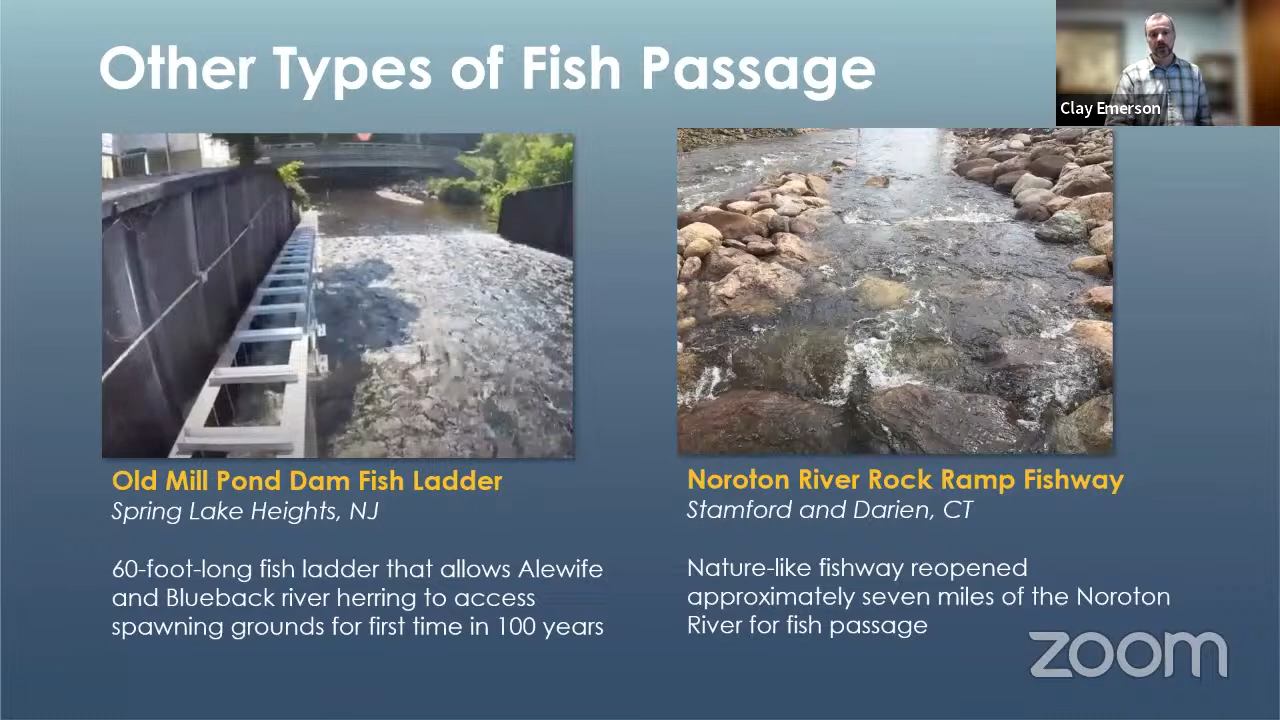 Other Types of Fish Passage
Clay Emerson
Old Mill Pond Dam Fish Ladder
Spring Lake Heights, NJ
60-foot-long fish ladder that allows Alewife
and Blueback river herring to access
spawning grounds for first time in 100 years
Noroton River Rock Ramp Fishway
Stamford and Darien, CT
Nature-like fishway reopened
approximately seven miles of the Noroton
River for fish passage
zoom